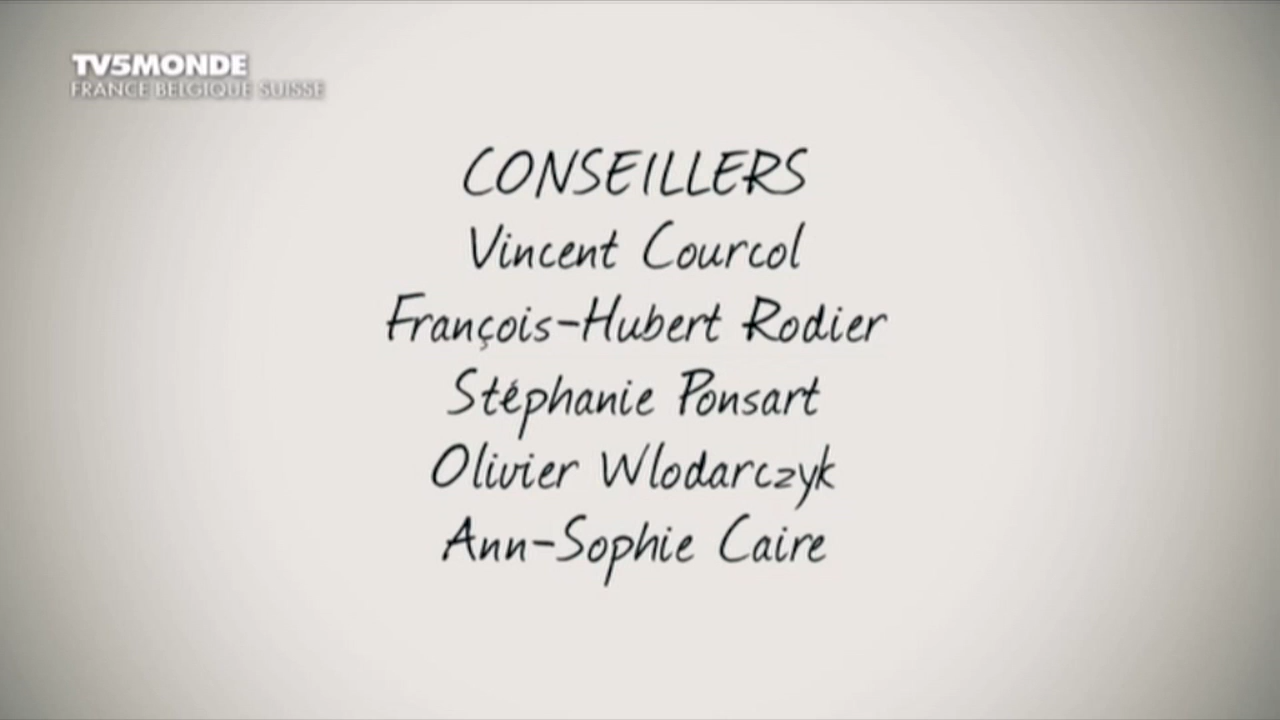 TV5MONDE
FRANCE BELGIQUE SUISSE
CONSEILLERS
Vincent Courcol
François-Hubert Rodier
Stéphanie Ponsart
Olivier Wlodarczyk
Ann-Sophie Caire